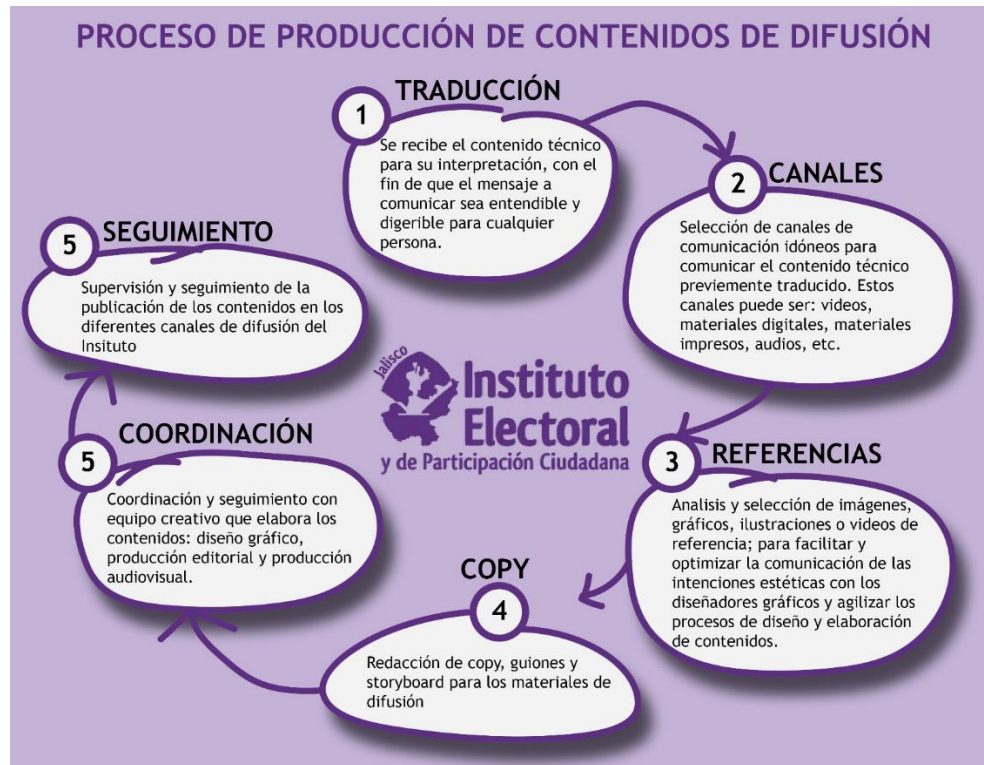 PROCESO DE PRODUCCIÓN DE CONTENIDOS DE DIFUSIÓN
1
TRADUCCIÓN
Se recibe el contenido técnico
para su interpretación, con el
fin de que el mensaje a
comunicar sea entendible y
digerible para cualquier
persona.
2
CANALES
Selección de canales de
comunicación idóneos para
comunicar el contenido técnico
previemente traducido. Estos
canales puede ser: videos,
materiales digitales, materiales
impresos, audios, etc.
3
REFERENCIAS
Analisis y selección de imágenes,
gráficos, ilustraciones o videos de
referencia; para facilitar y
optimizar la comunicación de las
intenciones estéticas con los
diseñadores gráficos y agilizar los
procesos de diseño y elaboración
de contenidos.
COPY
4
Redacción de copy, guiones y
storyboard para los materiales de
difusión
5
COORDINACIÓN
Coordinación y seguimiento con
equipo creativo que elabora los
contenidos: diseño gráfico,
producción editorial y producción
audiovisual.
5
SEGUIMIENTO
Supervisión y seguimiento de la
publicación de los contenidos en los
diferentes canales de difusión del
Insituto
Jalisco
Instituto
Electoral
y de Participación Ciudadana